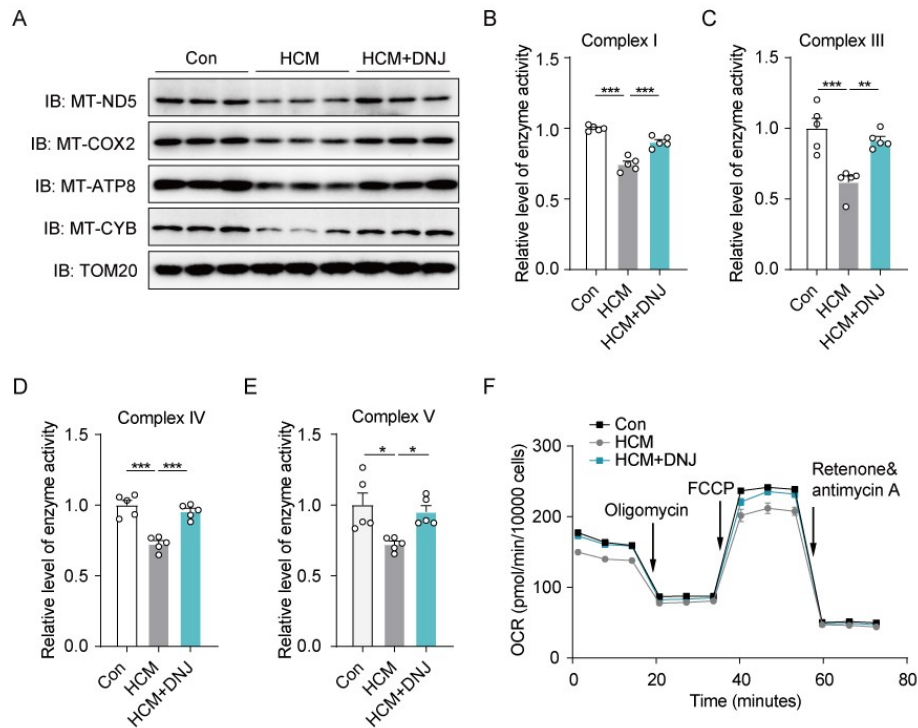 A
Con
HCM
HCM+DNJ
IB: MT-ND5
IB: MT-COX2
IB: MT-ATP8
IB: MT-CYB
IB: TOM20
B
Complex I
Relative level of enzyme activity
1.5
1.0
0.5
0.0
***
***
Con
HCM
HCM+DNJ
C
Complex III
Relative level of enzyme activity
1.5
1.0
0.5
0.0
***
**
Con
HCM
HCM+DNJ
D
Complex IV
Relative level of enzyme activity
1.5
1.0
0.5
0.0
***
***
Con
HCM
HCM+DNJ
E
Complex V
Relative level of enzyme activity
1.5
1.0
0.5
0.0
*
*
Con
HCM
HCM+DNJ
F
Con
HCM
HCM+DNJ
OCR (pmol/min/10000 cells)
300
200
100
0
Oligomycin
FCCP
Retenone&
antimycin A
0
20
40
60
80
Time (minutes)